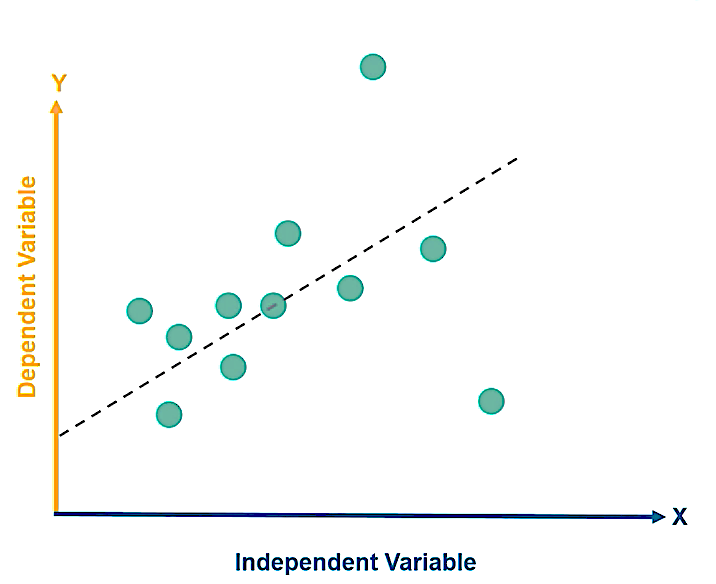 Y
Dependent Variable
X
Independent Variable